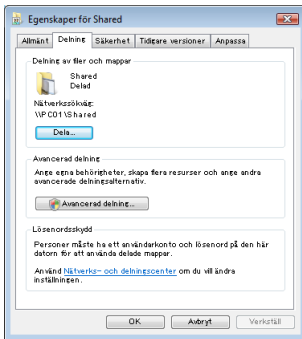 Egenskaper för Shared
Allmänt Delning Säkerhet Tidigare versioner Anpassa
Delning av filer och mappar
Shared
Delad
Nätverkssökväg:
\\PC01\Shared
Dela...
Avancerad delning
Ange egna behörigheter, skapa flera resurser och ange andra
avancerade delningsalternativ.
Avancerad delning...
Lösenordsskydd
Personer måste ha ett användarkonto och lösenord på den här
datorn för att använda delade mappar.
Använd Nätverks- och delningscenter om du vill ändra
inställningen.
OK Avbryt Verkställ